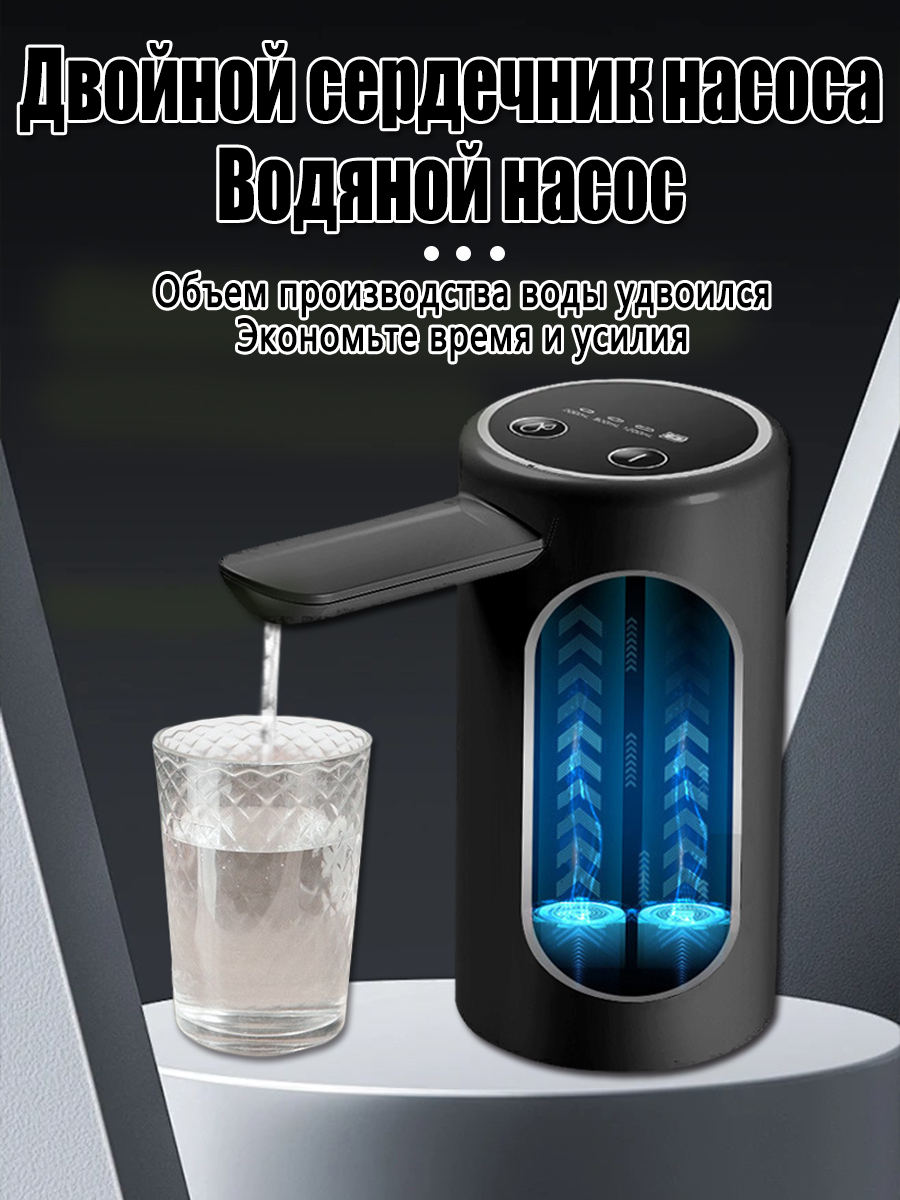 Двойной сердечник насоса
Водяной насос
Объем производства воды удвоился
Экономьте время и усилия